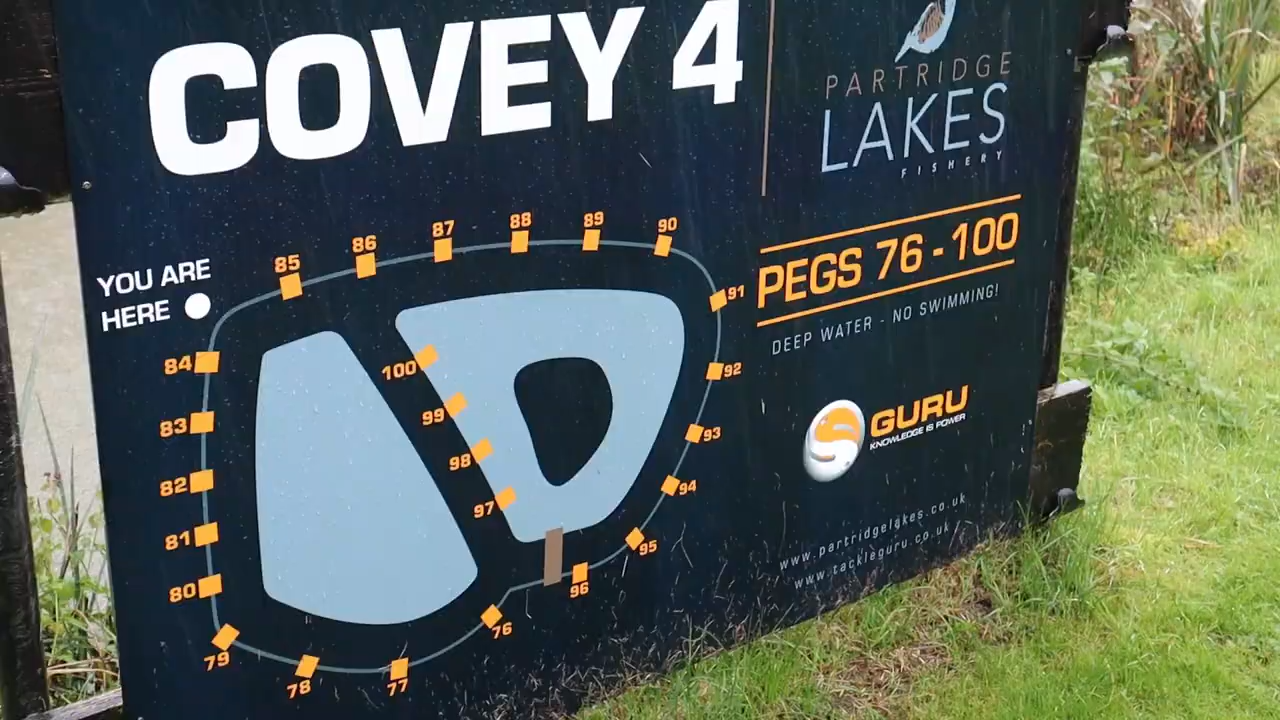 COVEY 4
PARTRIDGE
LAKES
FISHERY
PEGS 76 - 100
DEEP WATER - NO SWIMMING!
GURU
KNOWLEDGE IS POWER
www.partridgelakes.co.uk
www.tackleguru.co.uk
YOU ARE
HERE
85
86
87
88
89
90
91
92
93
94
95
96
76
77
78
79
80
81
82
83
84
100
99
98
97